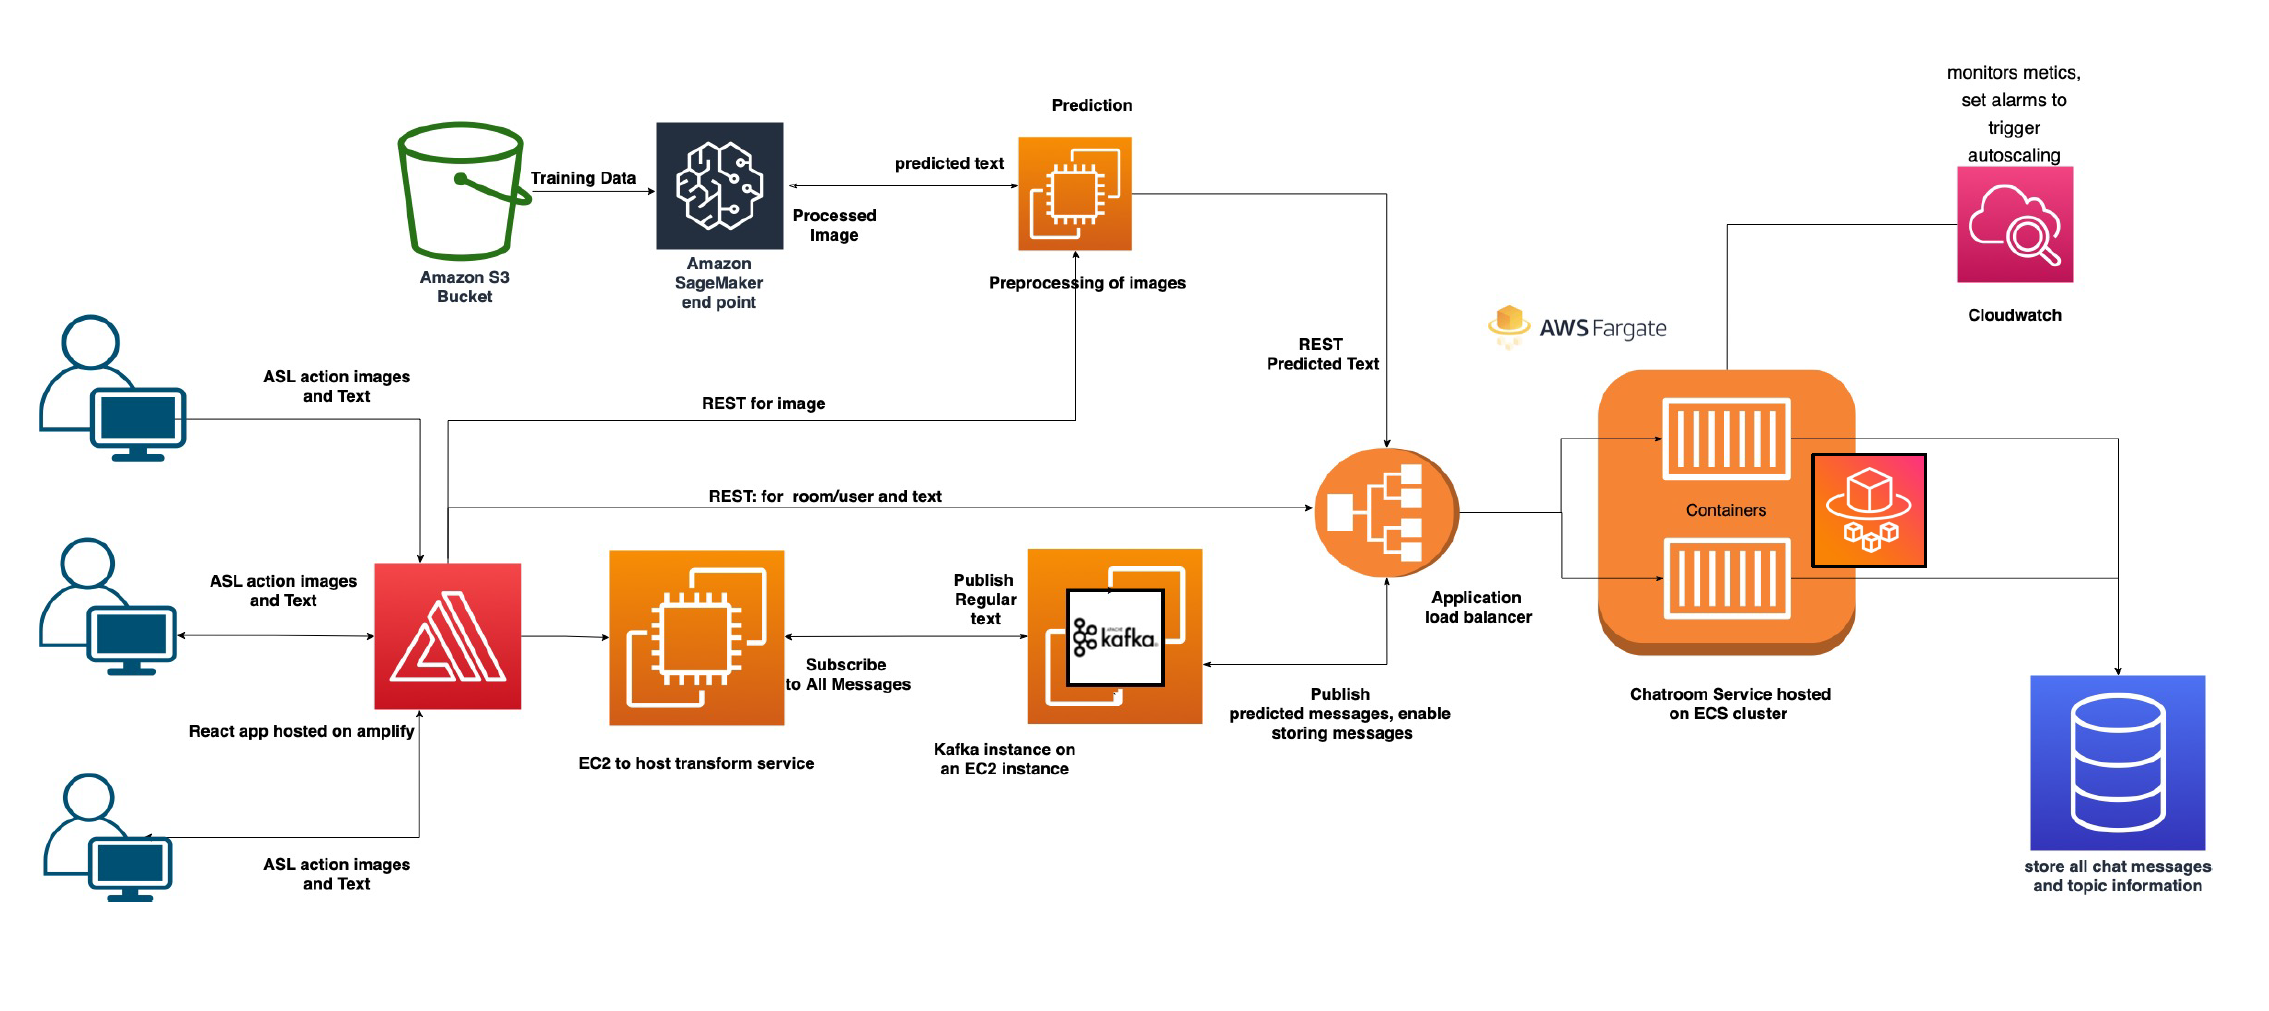 monitors metics,
set alarms to
trigger
autoscaling
Prediction
predicted text
Training Data
Processed
Image
Amazon S3
Bucket
Amazon
SageMaker
end point
Preprocessing of images
Cloudwatch
AWS Fargate
REST
Predicted Text
ASL action images
and Text
REST for image
REST: for room/user and text
Containers
ASL action images
and Text
Publish
Regular
text
APACHE
kafka
Application
load balancer
Subscribe
to All Messages
Publish
predicted messages, enable
storing messages
Chatroom Service hosted
on ECS cluster
React app hosted on amplify
EC2 to host transform service
Kafka instance on
an EC2 instance
ASL action images
and Text
store all chat messages
and topic information